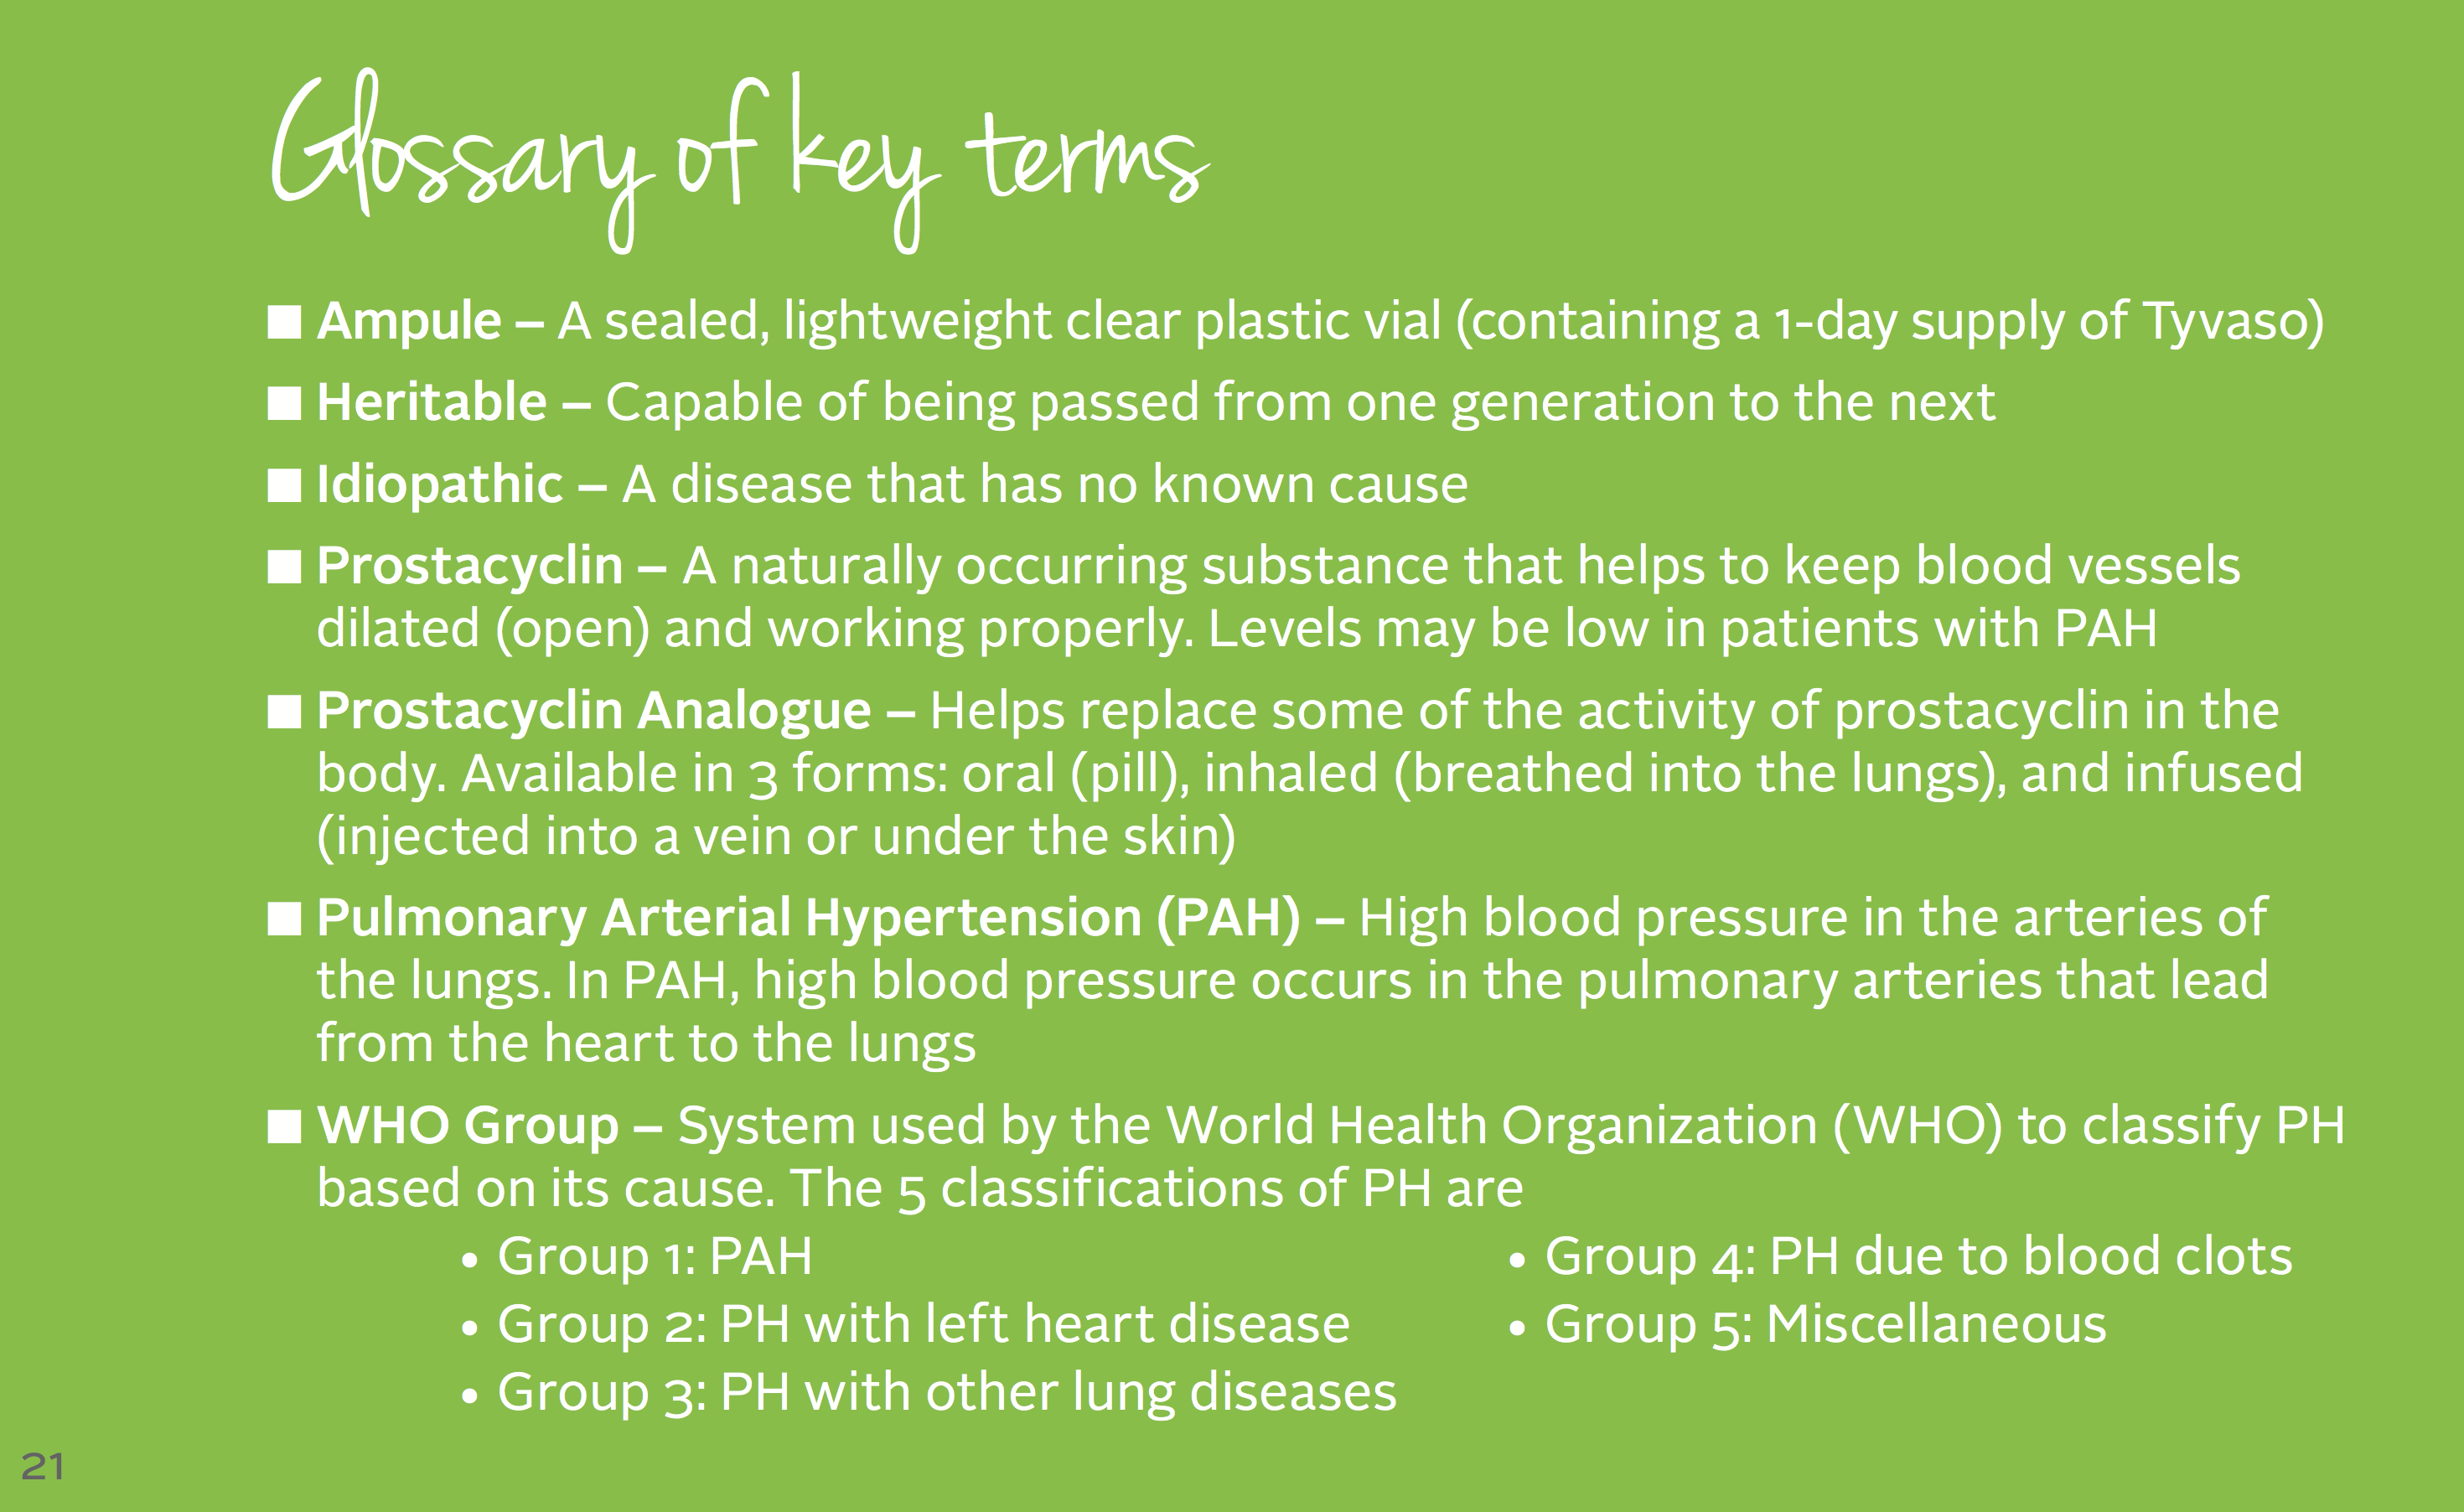 Glossary of key terms
■ Ampule – A sealed, lightweight clear plastic vial (containing a 1-day supply of Tyvaso)
■ Heritable – Capable of being passed from one generation to the next
■ Idiopathic – A disease that has no known cause
■ Prostacyclin – A naturally occurring substance that helps to keep blood vessels
dilated (open) and working properly. Levels may be low in patients with PAH
■ Prostacyclin Analogue – Helps replace some of the activity of prostacyclin in the
body. Available in 3 forms: oral (pill), inhaled (breathed into the lungs), and infused
(injected into a vein or under the skin)
■ Pulmonary Arterial Hypertension (PAH) – High blood pressure in the arteries of
the lungs. In PAH, high blood pressure occurs in the pulmonary arteries that lead
from the heart to the lungs
■ WHO Group – System used by the World Health Organization (WHO) to classify PH
based on its cause. The 5 classifications of PH are
• Group 1: PAH
• Group 2: PH with left heart disease
• Group 3: PH with other lung diseases
• Group 4: PH due to blood clots
• Group 5: Miscellaneous
21